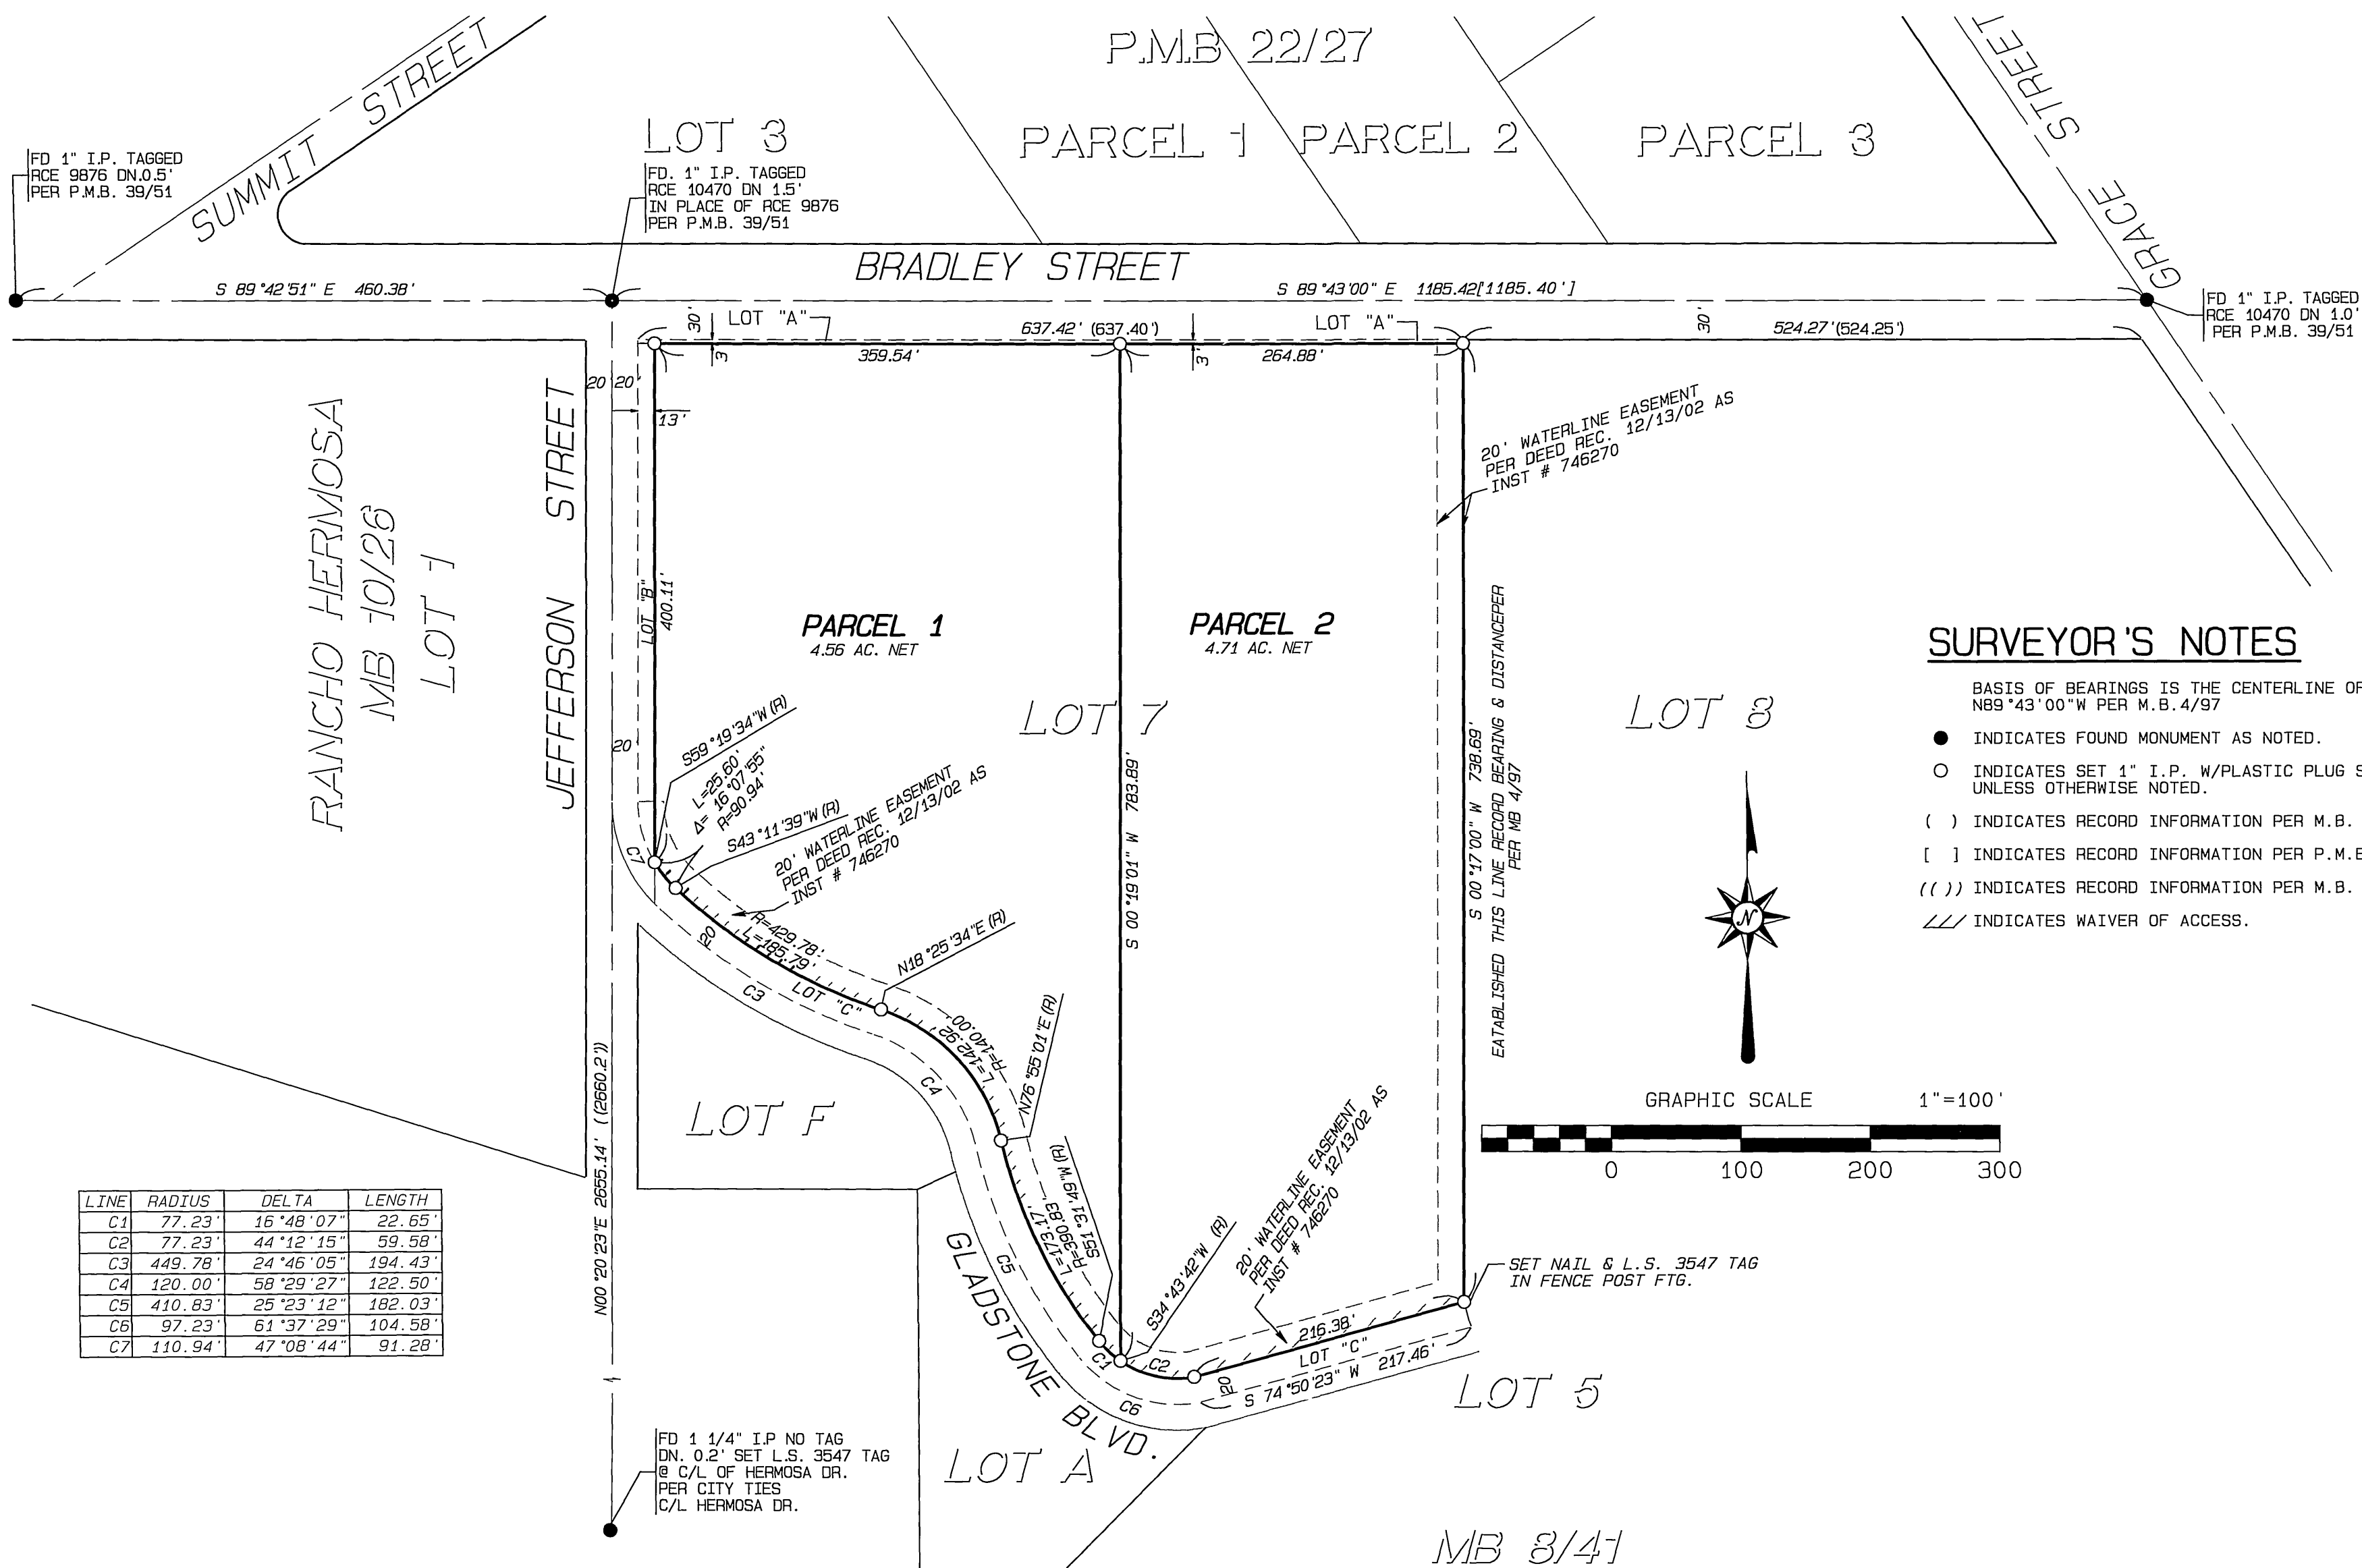 P.M.B 22/27
SUMMIT STREET
LOT 3
PARCEL 1
PARCEL 2
PARCEL 3
GRACE STREET
FD 1" I.P. TAGGED
RCE 9876 DN.0.5'
PER P.M.B. 39/51
FD. 1" I.P. TAGGED
RCE 10470 DN 1.5'
IN PLACE OF RCE 9876
PER P.M.B. 39/51
BRADLEY STREET
S 89°42'51" E 460.38'
S 89°43'00" E 1185.42[1185.40']
FD 1" I.P. TAGGED
RCE 10470 DN 1.0'
PER P.M.B. 39/51
30'
LOT "A"
637.42' (637.40')
LOT "A"
30'
524.27'(524.25')
3'
359.54'
3'
264.88'
20'
20'
13'
20' WATERLINE EASEMENT
PER DEED REC. 12/13/02 AS
INST # 746270
RANCHO HERMOSA
MB 10/26
LOT 1
JEFFERSON STREET
LOT "B"
400.11'
PARCEL 1
4.56 AC. NET
PARCEL 2
4.71 AC. NET
LOT 7
LOT 8
S 00°19'01" W 783.89'
S 00°17'00" W 738.69'
EATABLISHED THIS LINE RECORD BEARING & DISTANCEPER
PER MB 4/97
SURVEYOR'S NOTES
BASIS OF BEARINGS IS THE CENTERLINE OF
N89°43'00"W PER M.B.4/97
INDICATES FOUND MONUMENT AS NOTED.
INDICATES SET 1" I.P. W/PLASTIC PLUG S
UNLESS OTHERWISE NOTED.
( ) INDICATES RECORD INFORMATION PER M.B.
[ ] INDICATES RECORD INFORMATION PER P.M.B
(( )) INDICATES RECORD INFORMATION PER M.B.
INDICATES WAIVER OF ACCESS.
N
GRAPHIC SCALE 1"=100'
0 100 200 300
20'
S59°19'34"W (R)
L=25.60'
Δ= 16°07'55"
R=90.94'
S43°11'39"W (R)
20' WATERLINE EASEMENT
PER DEED REC. 12/13/02 AS
INST # 746270
C7
20
R=429.78'
L=185.79'
N18°25'34"E (R)
LOT "C"
C3
R=140.00'
L=142.92'
C4
N76°55'01"E (R)
LOT F
S51°31'49"W (R)
R=390.83'
L=173.17'
C5
S34°43'42"W (R)
20' WATERLINE EASEMENT
PER DEED REC. 12/13/02 AS
INST # 746270
SET NAIL & L.S. 3547 TAG
IN FENCE POST FTG.
216.38'
LOT "C"
S 74°50'23" W 217.46'
20'
C1
C2
C6
GLADSTONE BLVD.
LOT 5
LOT A
MB 8/41
N00°20'23"E 2655.14' ((2660.2'))
LINE RADIUS DELTA LENGTH
C1 77.23' 16°48'07" 22.65'
C2 77.23' 44°12'15" 59.58'
C3 449.78' 24°46'05" 194.43'
C4 120.00' 58°29'27" 122.50'
C5 410.83' 25°23'12" 182.03'
C6 97.23' 61°37'29" 104.58'
C7 110.94' 47°08'44" 91.28'
FD 1 1/4" I.P NO TAG
DN. 0.2' SET L.S. 3547 TAG
@ C/L OF HERMOSA DR.
PER CITY TIES
C/L HERMOSA DR.